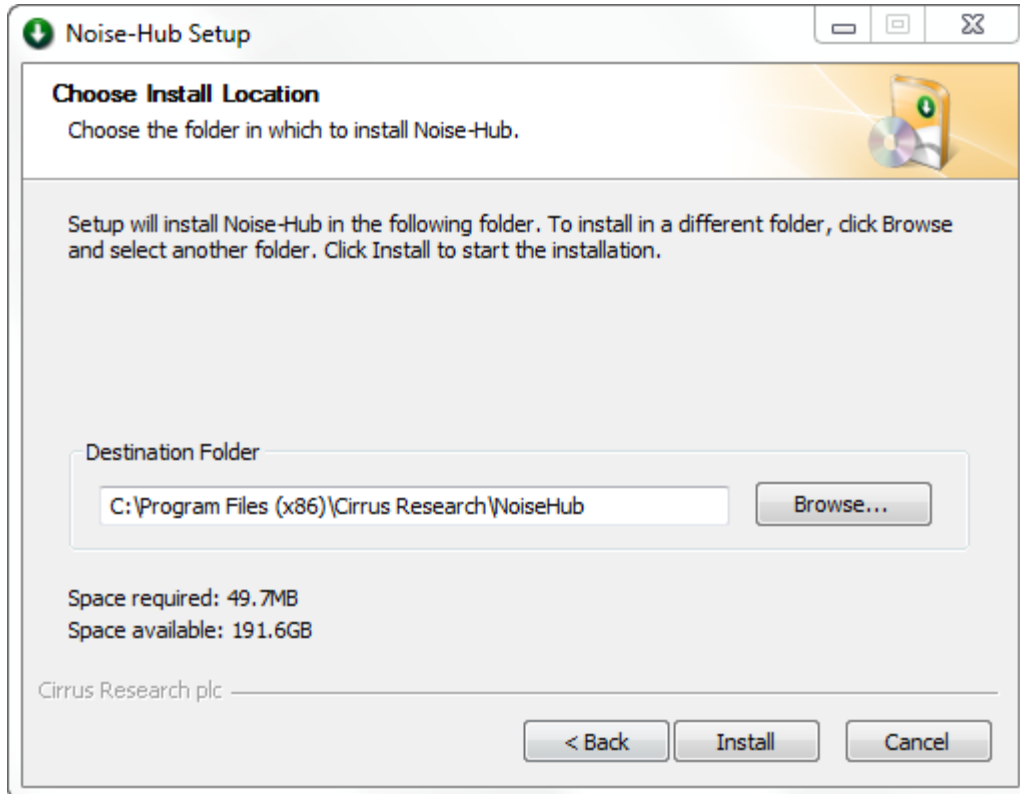 Noise-Hub Setup
Choose Install Location
Choose the folder in which to install Noise-Hub.
Setup will install Noise-Hub in the following folder. To install in a different folder, click Browse
and select another folder. Click Install to start the installation.
Destination Folder
C:\Program Files (x86)\Cirrus Research\NoiseHub
Browse...
Space required: 49.7MB
Space available: 191.6GB
Cirrus Research plc
< Back
Install
Cancel